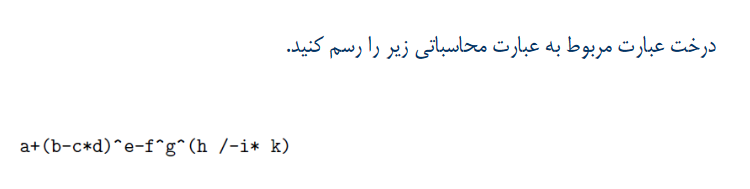 درخت عبارت مربوط به عبارت محاسباتی زیر را رسم کنید.
a+(b-c*d)^e-f^g^(h /-i* k)